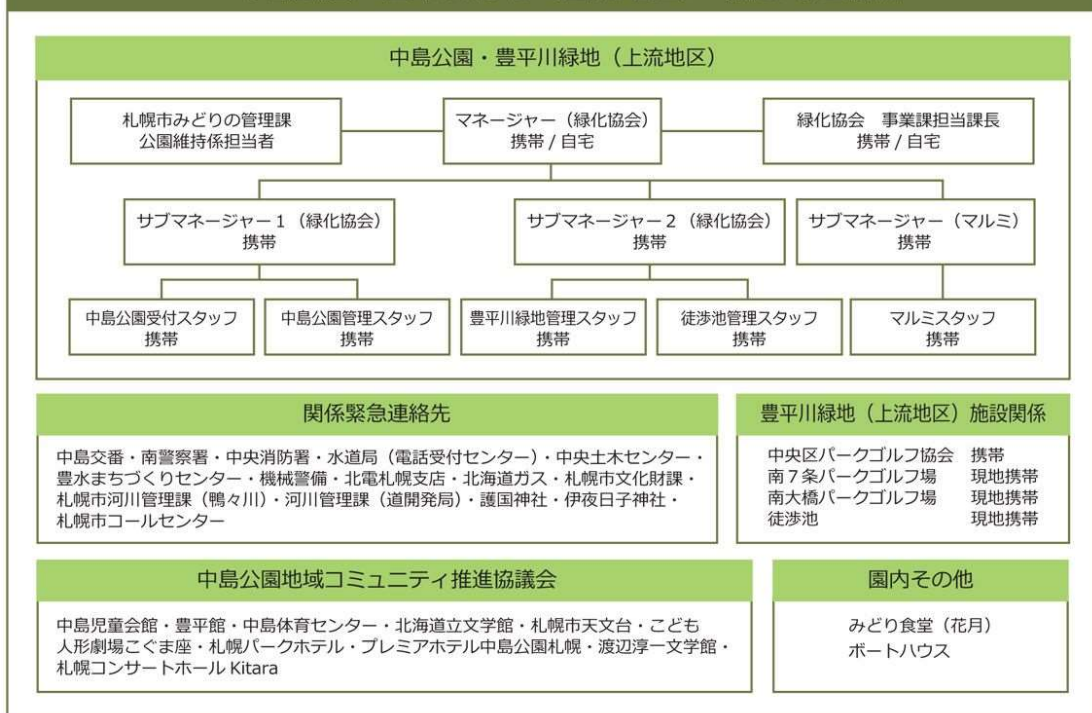 中島公園・豊平川緑地（上流地区）
札幌市みどりの管理課
公園維持係担当者
マネージャー（緑化協会）
携帯 / 自宅
緑化協会　事業課担当課長
携帯 / 自宅
サブマネージャー１（緑化協会）
携帯
サブマネージャー２（緑化協会）
携帯
サブマネージャー（マルミ）
携帯
中島公園受付スタッフ
携帯
中島公園管理スタッフ
携帯
豊平川緑地管理スタッフ
携帯
徒渉池管理スタッフ
携帯
マルミスタッフ
携帯
関係緊急連絡先
中島交番・南警察署・中央消防署・水道局（電話受付センター）・中央土木センター・
豊水まちづくりセンター・機械警備・北電札幌支店・北海道ガス・札幌市文化財課・
札幌市河川管理課（鴨々川）・河川管理課（道開発局）・護国神社・伊夜日子神社・
札幌市コールセンター
豊平川緑地（上流地区）施設関係
中央区パークゴルフ協会　携帯
南７条パークゴルフ場　現地携帯
南大橋パークゴルフ場　現地携帯
徒渉池　現地携帯
中島公園地域コミュニティ推進協議会
中島児童会館・豊平館・中島体育センター・北海道立文学館・札幌市天文台・こども
人形劇場こぐま座・札幌パークホテル・プレミアホテル中島公園札幌・渡辺淳一文学館・
札幌コンサートホール Kitara
園内その他
みどり食堂（花月）
ボートハウス